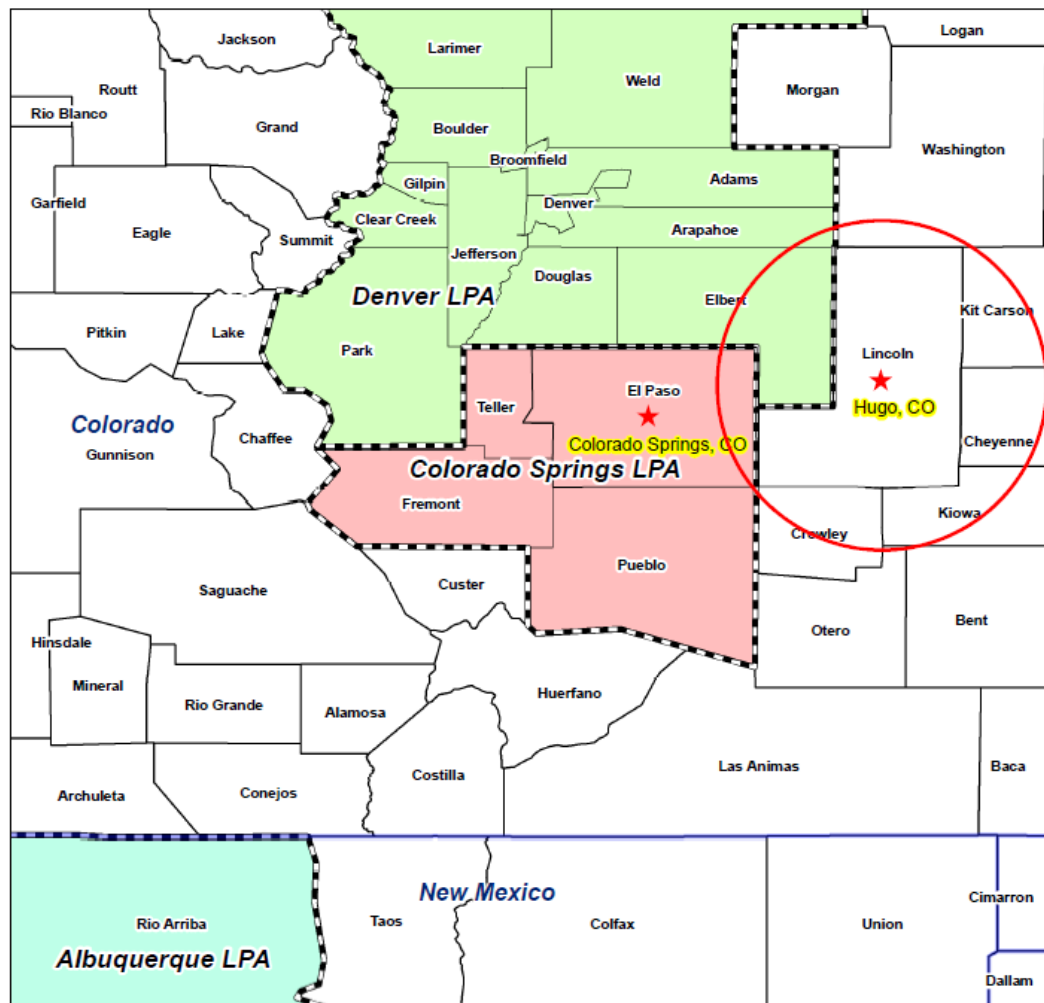 Jackson
Larimer
Logan
Routt
Weld
Morgan
Rio Blanco
Grand
Boulder
Washington
Broomfield
Gilpin
Adams
Garfield
Denver
Clear Creek
Eagle
Summit
Arapahoe
Jefferson
Douglas
Denver LPA
Elbert
Kit Carson
Pitkin
Lake
Park
Lincoln
El Paso
Teller
Hugo, CO
Colorado
Chaffee
Colorado Springs, CO
Cheyenne
Gunnison
Colorado Springs LPA
Fremont
Kiowa
Crowley
Pueblo
Custer
Saguache
Bent
Otero
Hinsdale
Mineral
Huerfano
Rio Grande
Alamosa
Las Animas
Baca
Costilla
Conejos
Archuleta
New Mexico
Cimarron
Rio Arriba
Taos
Colfax
Union
Albuquerque LPA
Dallam